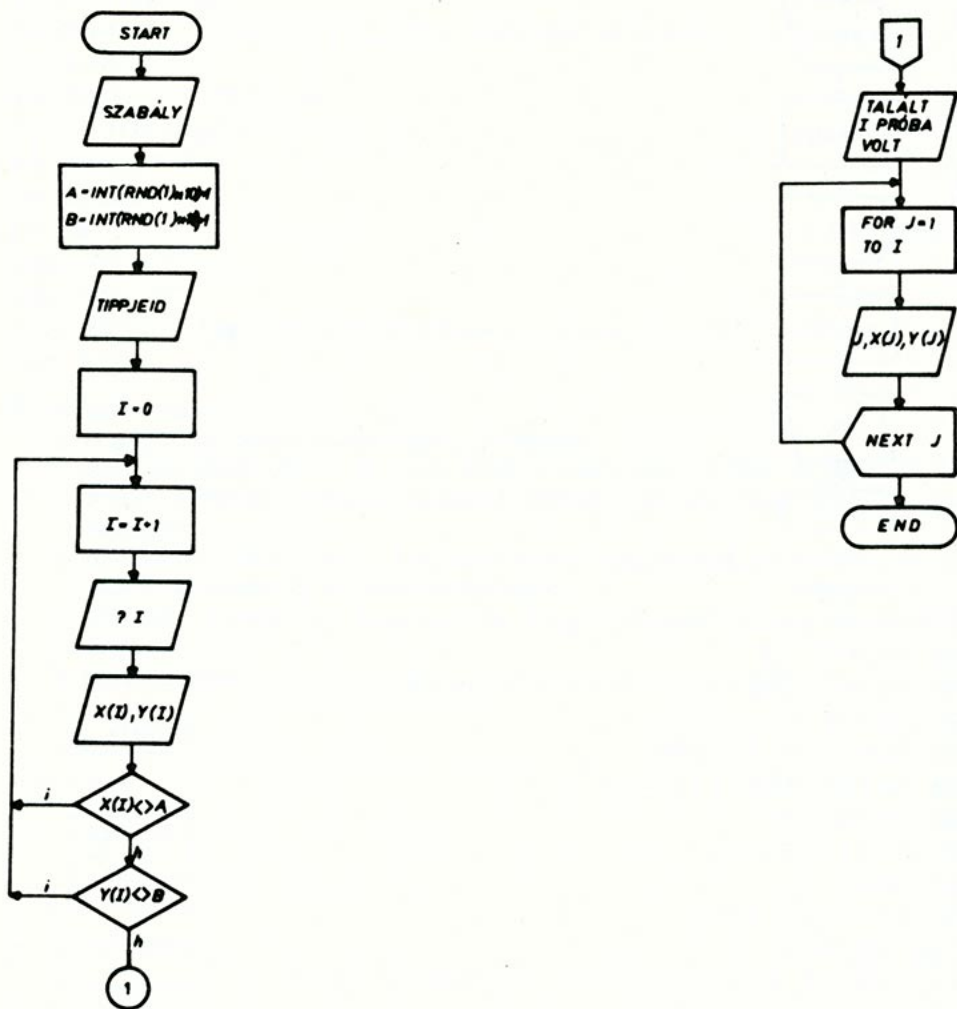 START
SZABÁLY
A=INT(RND(1)*10)+1
B=INT(RND(1)*10)+1
TIPPJEID
I=0
I=I+1
? I
X(I),Y(I)
X(I)<>A
i
h
Y(I)<>B
i
h
1
1
TALÁLT
I PRÓBA
VOLT
FOR J=1
TO I
J,X(J),Y(J)
NEXT J
END